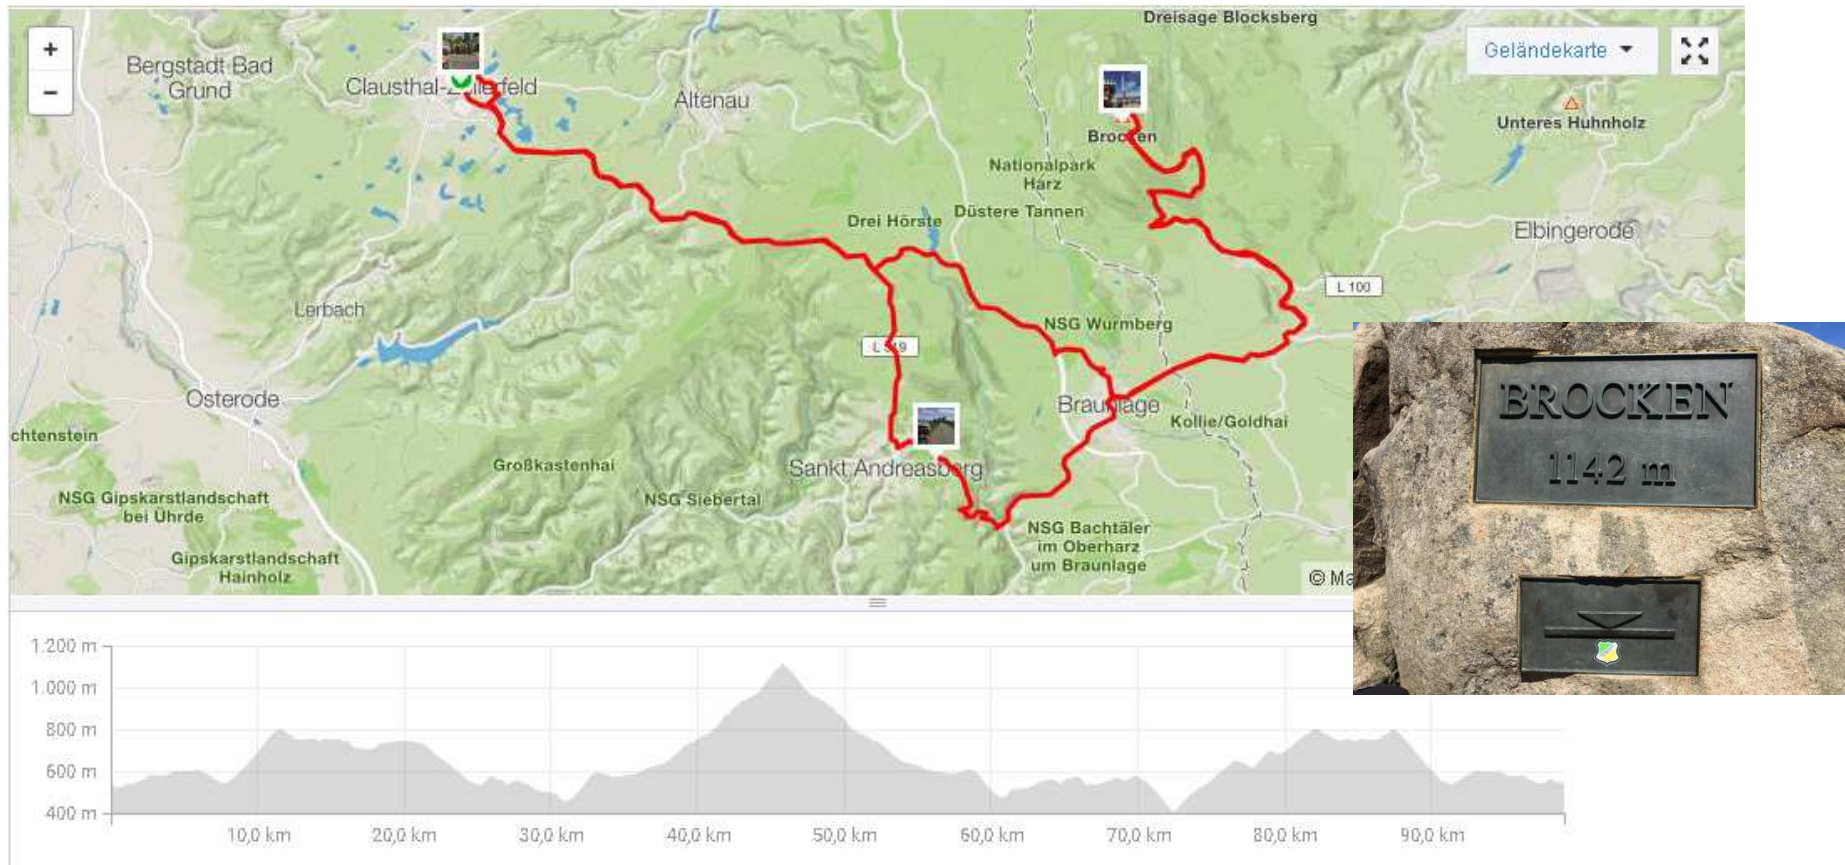 Dreisage Blocksberg
+
−
Geländekarte
Bergstadt Bad
Grund
Clausthal-Zellerfeld
Altenau
Unteres Huhnholz
Brocken
Nationalpark
Harz
Drei Hörste
Düstere Tannen
Elbingerode
L 100
Lerbach
NSG Wurmberg
L 519
Osterode
Braunlage
Kollie/Goldhai
chtenstein
Großkastenhai
Sankt Andreasberg
NSG Siebertal
NSG Gipskarstlandschaft
bei Ührde
NSG Bachtäler
im Oberharz
um Braunlage
Gipskarstlandschaft
Hainholz
© Ma
BROCKEN
1142 m
1.200 m
1.000 m
800 m
600 m
400 m
10,0 km
20,0 km
30,0 km
40,0 km
50,0 km
60,0 km
70,0 km
80,0 km
90,0 km